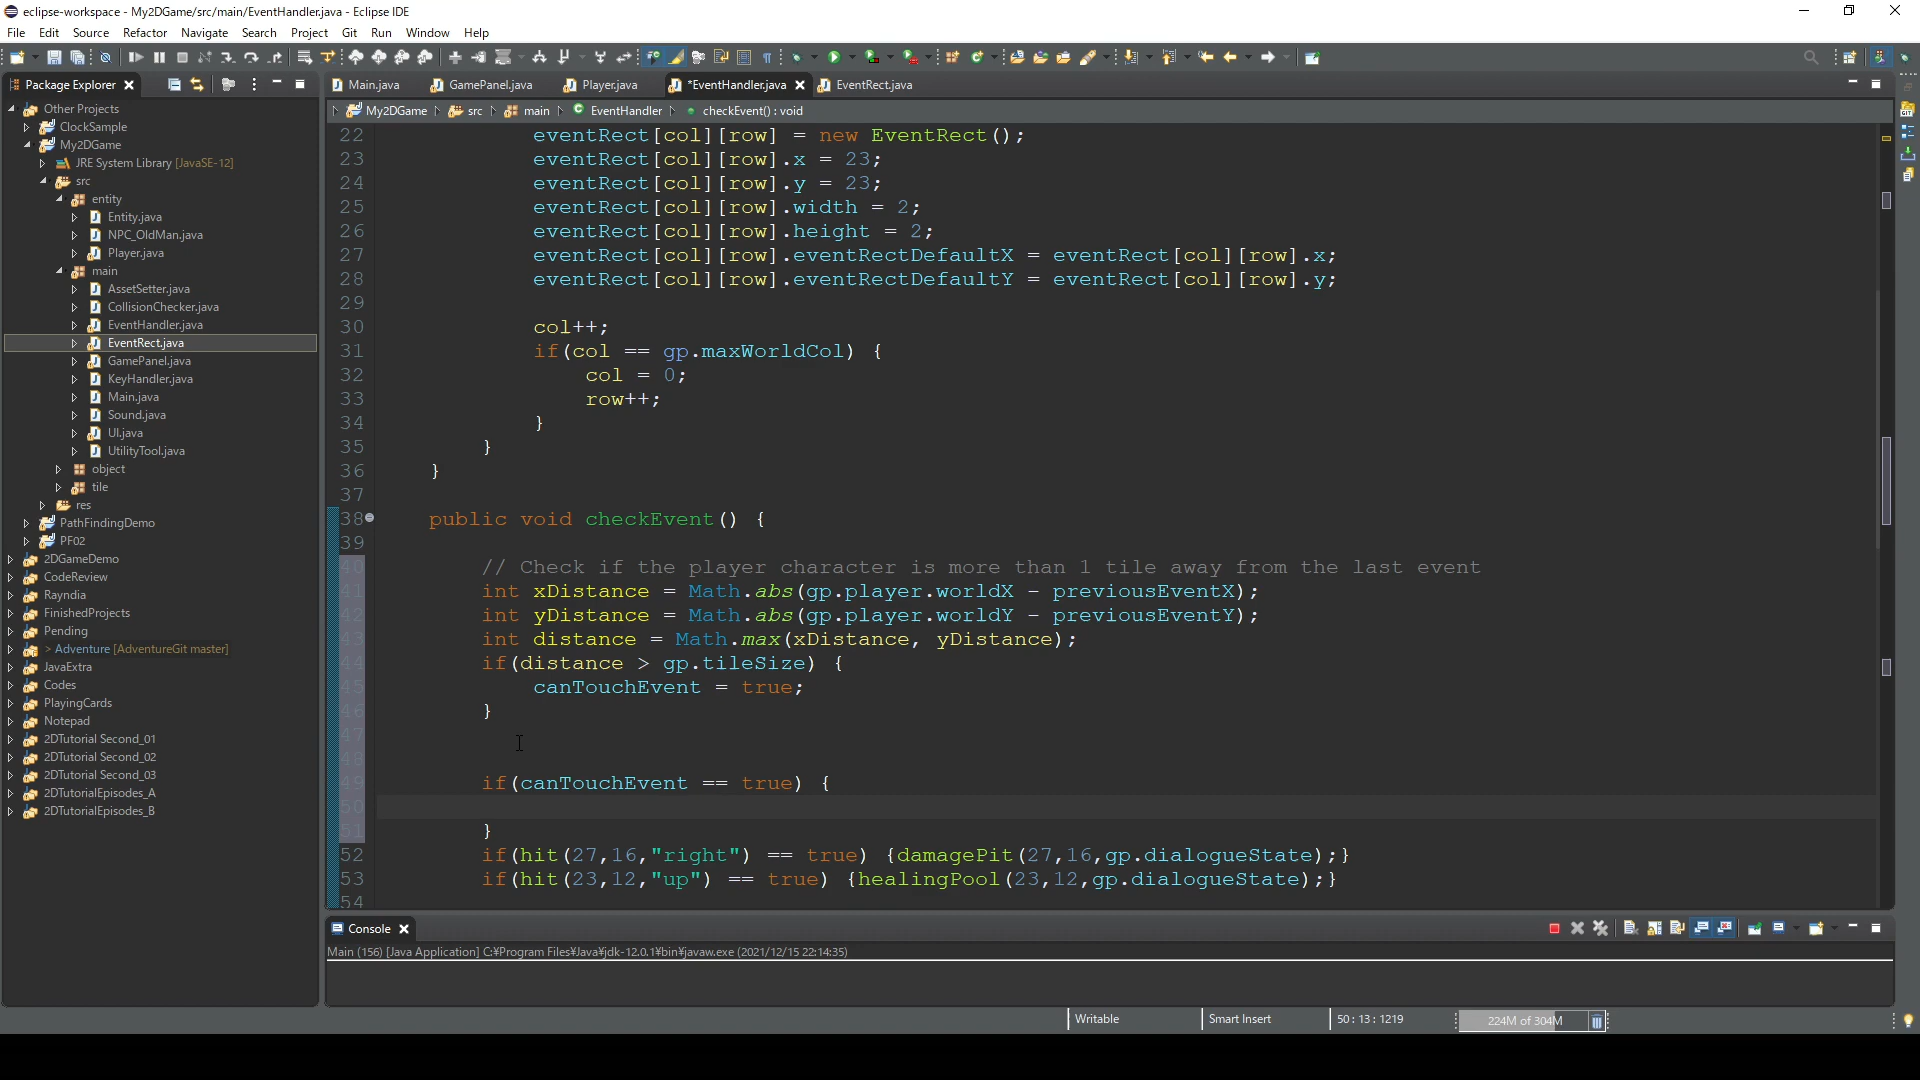 eclipse-workspace - My2DGame/src/main/EventHandler.java - Eclipse IDE
File Edit Source Refactor Navigate Search Project Git Run Window Help
Package Explorer
Main.java GamePanel.java Player.java *EventHandler.java EventRect.java
My2DGame src main EventHandler checkEvent() : void
Other Projects
ClockSample
My2DGame
JRE System Library [JavaSE-12]
src
entity
Entity.java
NPC_OldMan.java
Player.java
main
AssetSetter.java
CollisionChecker.java
EventHandler.java
EventRect.java
GamePanel.java
KeyHandler.java
Main.java
Sound.java
UI.java
UtilityTool.java
object
tile
res
PathFindingDemo
PF02
2DGameDemo
CodeReview
Rayndia
FinishedProjects
Pending
> Adventure [AdventureGit master]
JavaExtra
Codes
PlayingCards
Notepad
2DTutorial Second_01
2DTutorial Second_02
2DTutorial Second_03
2DTutorialEpisodes_A
2DTutorialEpisodes_B
22 eventRect[col][row] = new EventRect();
23 eventRect[col][row].x = 23;
24 eventRect[col][row].y = 23;
25 eventRect[col][row].width = 2;
26 eventRect[col][row].height = 2;
27 eventRect[col][row].eventRectDefaultX = eventRect[col][row].x;
28 eventRect[col][row].eventRectDefaultY = eventRect[col][row].y;
29
30 col++;
31 if(col == gp.maxWorldCol) {
32 col = 0;
33 row++;
34 }
35 }
36 }
37
38 public void checkEvent() {
39
40 // Check if the player character is more than 1 tile away from the last event
41 int xDistance = Math.abs(gp.player.worldX - previousEventX);
42 int yDistance = Math.abs(gp.player.worldY - previousEventY);
43 int distance = Math.max(xDistance, yDistance);
44 if(distance > gp.tileSize) {
45 canTouchEvent = true;
46 }
47
48
49 if(canTouchEvent == true) {
50
51 }
52 if(hit(27,16,"right") == true) {damagePit(27,16,gp.dialogueState);}
53 if(hit(23,12,"up") == true) {healingPool(23,12,gp.dialogueState);}
54
Console
Main (156) [Java Application] C:¥Program Files¥Java¥jdk-12.0.1¥bin¥javaw.exe (2021/12/15 22:14:35)
Writable Smart Insert 50 : 13 : 1219 224M of 304M